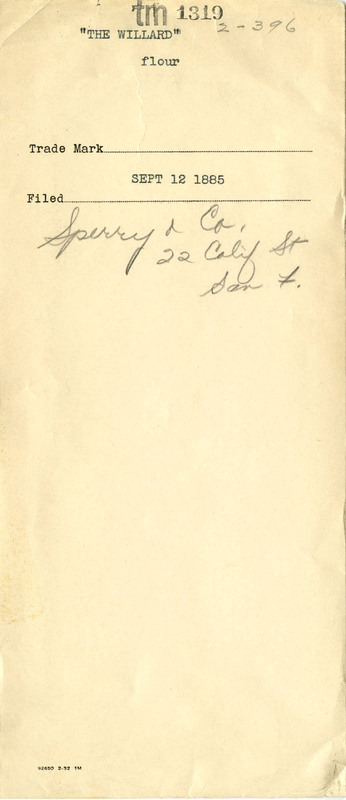 tm 1319
"THE WILLARD" 2-396
flour
Trade Mark
SEPT 12 1885
Filed
Sperry & Co.
22 Calif St
San F.
92650 2-32 1M